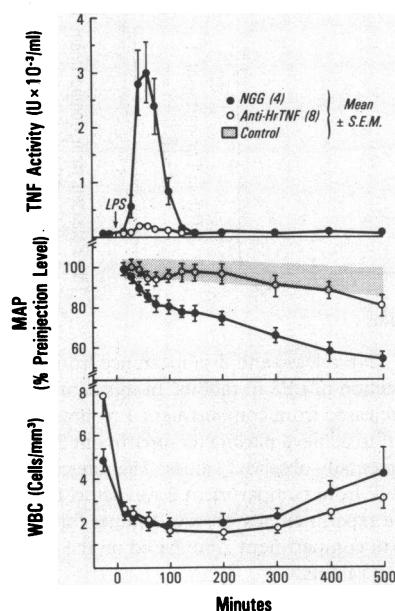 TNF Activity (U × 10⁻³/ml)
4
3
2
1
LPS
NGG (4)
Anti-HrTNF (8)
Control
Mean
± S.E.M.
MAP
(% Preinjection Level)
100
80
60
WBC (Cells/mm³)
8
6
4
2
0
100
200
300
400
500
Minutes